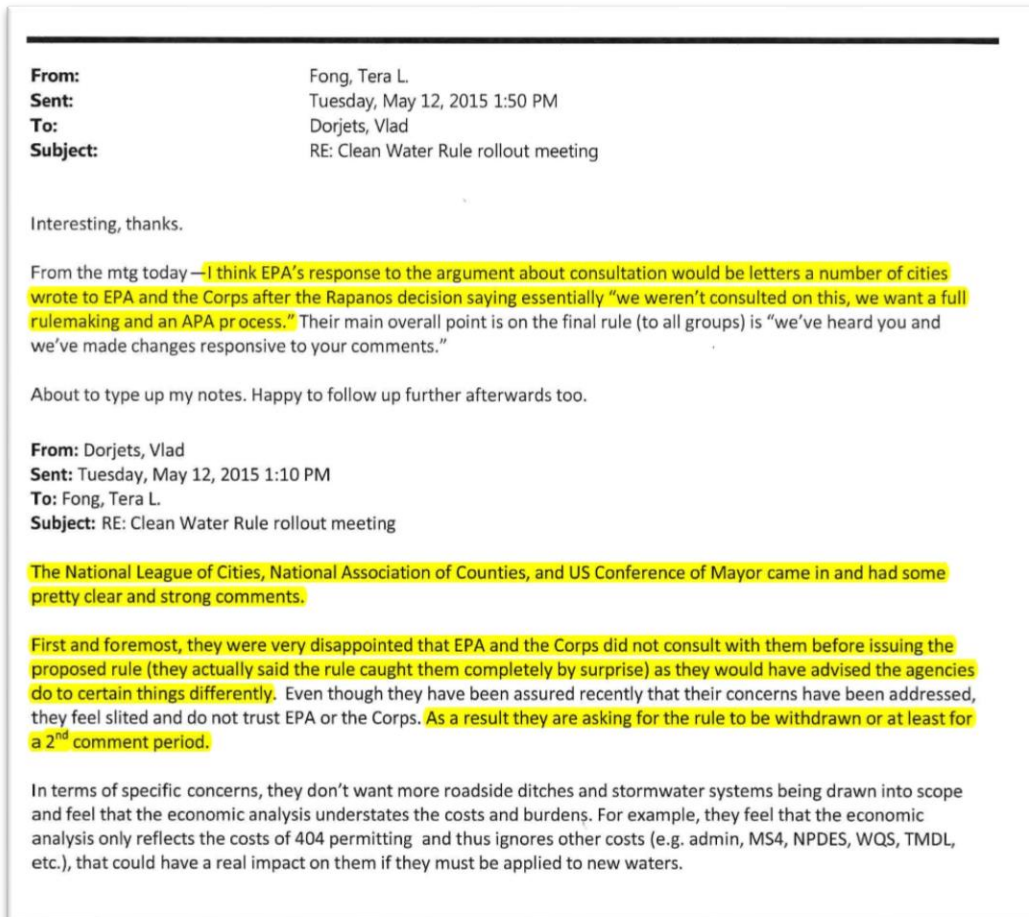 From: Fong, Tera L.
Sent: Tuesday, May 12, 2015 1:50 PM
To: Dorjets, Vlad
Subject: RE: Clean Water Rule rollout meeting
Interesting, thanks.
From the mtg today—I think EPA's response to the argument about consultation would be letters a number of cities
wrote to EPA and the Corps after the Rapanos decision saying essentially "we weren't consulted on this, we want a full
rulemaking and an APA process." Their main overall point is on the final rule (to all groups) is "we've heard you and
we've made changes responsive to your comments."
About to type up my notes. Happy to follow up further afterwards too.
From: Dorjets, Vlad
Sent: Tuesday, May 12, 2015 1:10 PM
To: Fong, Tera L.
Subject: RE: Clean Water Rule rollout meeting
The National League of Cities, National Association of Counties, and US Conference of Mayor came in and had some
pretty clear and strong comments.
First and foremost, they were very disappointed that EPA and the Corps did not consult with them before issuing the
proposed rule (they actually said the rule caught them completely by surprise) as they would have advised the agencies
do to certain things differently. Even though they have been assured recently that their concerns have been addressed,
they feel slited and do not trust EPA or the Corps. As a result they are asking for the rule to be withdrawn or at least for
a 2nd comment period.
In terms of specific concerns, they don't want more roadside ditches and stormwater systems being drawn into scope
and feel that the economic analysis understates the costs and burdens. For example, they feel that the economic
analysis only reflects the costs of 404 permitting and thus ignores other costs (e.g. admin, MS4, NPDES, WQS, TMDL,
etc.), that could have a real impact on them if they must be applied to new waters.